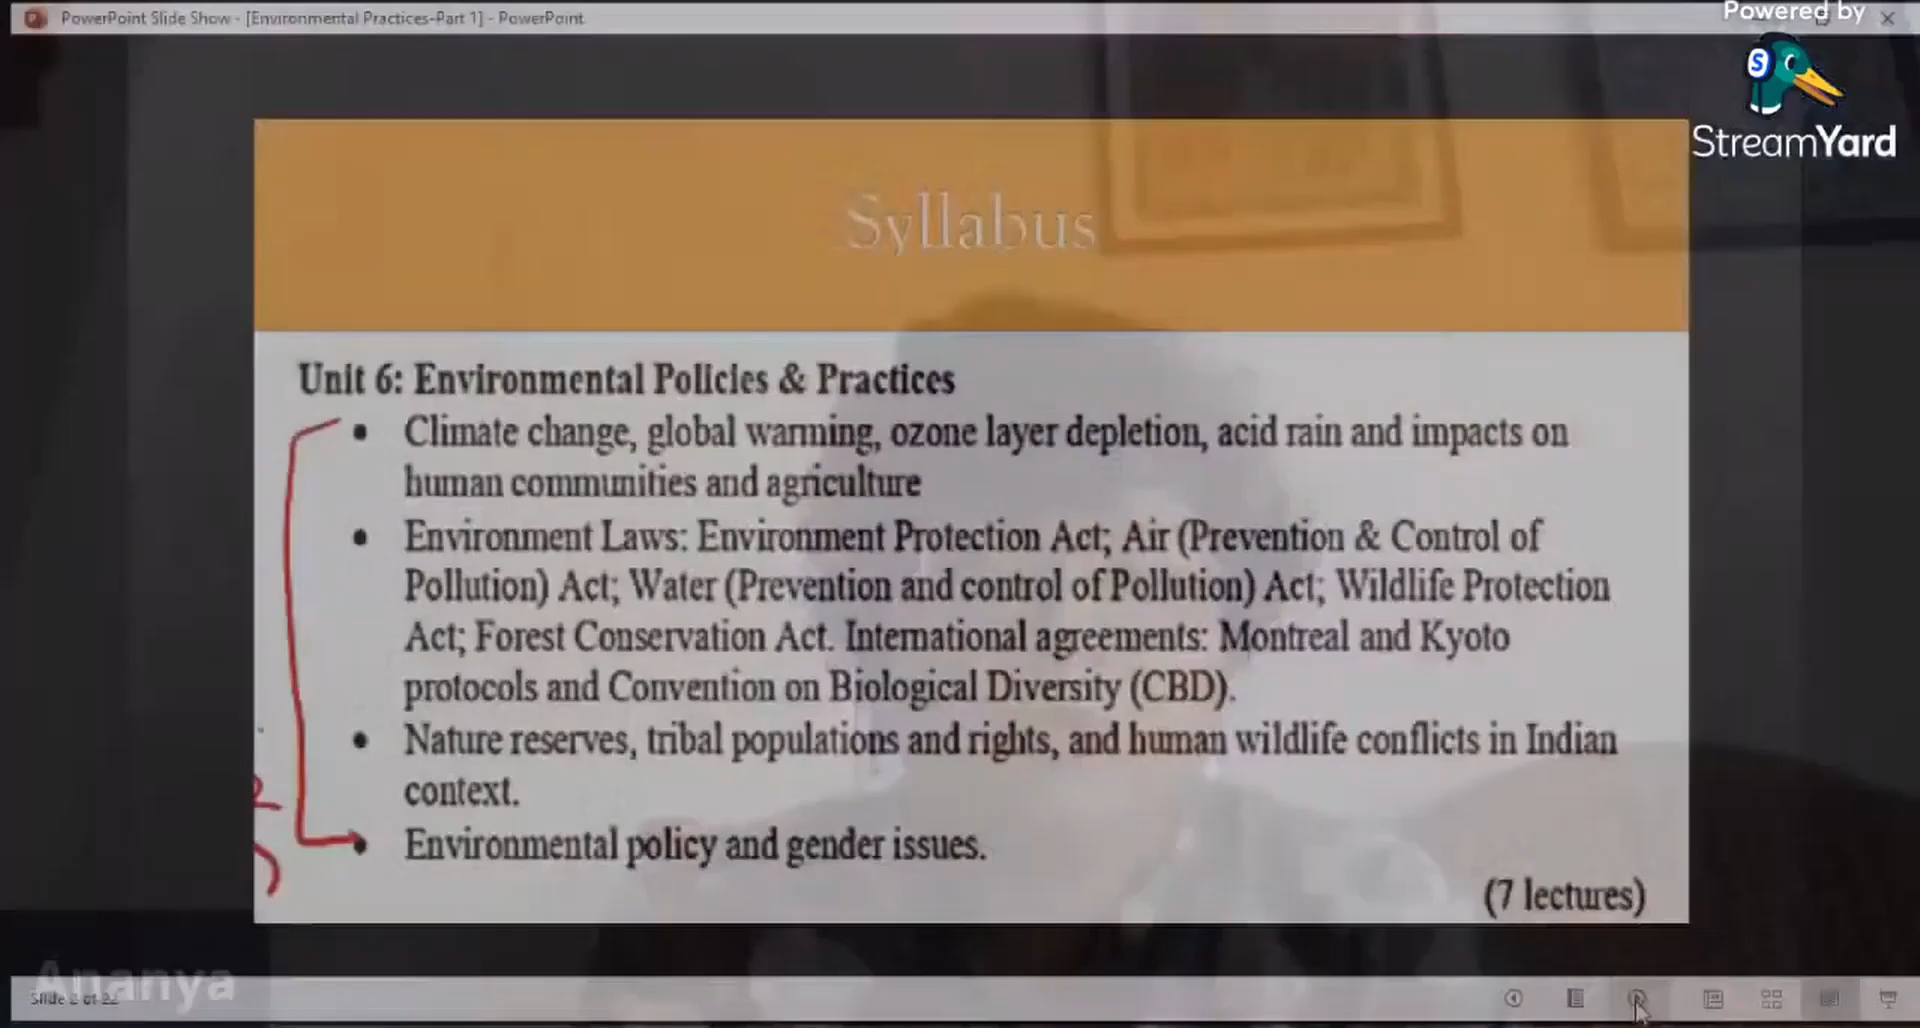 PowerPoint Slide Show - [Environmental Practices-Part 1] - PowerPoint
Powered by
StreamYard
Syllabus
Unit 6: Environmental Policies & Practices
• Climate change, global warming, ozone layer depletion, acid rain and impacts on
human communities and agriculture
• Environment Laws: Environment Protection Act; Air (Prevention & Control of
Pollution) Act; Water (Prevention and control of Pollution) Act; Wildlife Protection
Act; Forest Conservation Act. International agreements: Montreal and Kyoto
protocols and Convention on Biological Diversity (CBD).
• Nature reserves, tribal populations and rights, and human wildlife conflicts in Indian
context.
• Environmental policy and gender issues.
(7 lectures)
Ananya
Slide 2 of 22